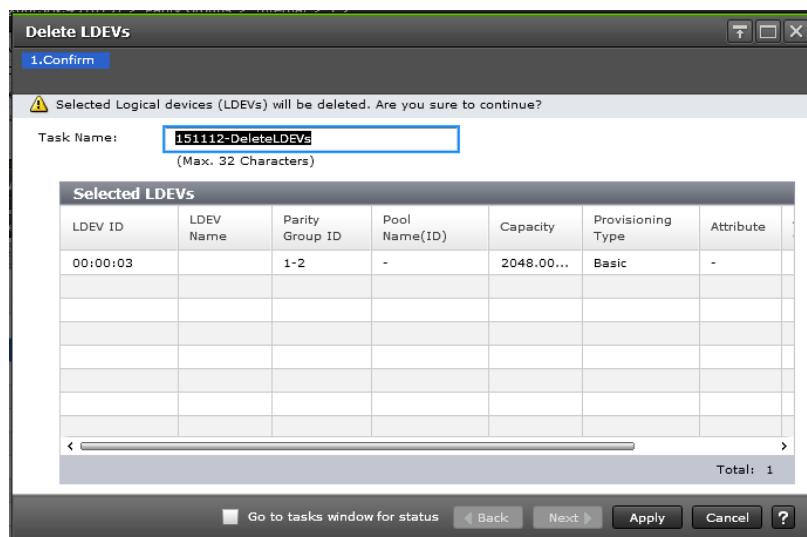 Delete LDEVs
1.Confirm
Selected Logical devices (LDEVs) will be deleted. Are you sure to continue?
Task Name: 151112-DeleteLDEVs
(Max. 32 Characters)
Selected LDEVs
LDEV ID LDEV Name Parity Group ID Pool Name(ID) Capacity Provisioning Type Attribute
00:00:03 1-2 - 2048.00... Basic -
Total: 1
Go to tasks window for status Back Next Apply Cancel ?